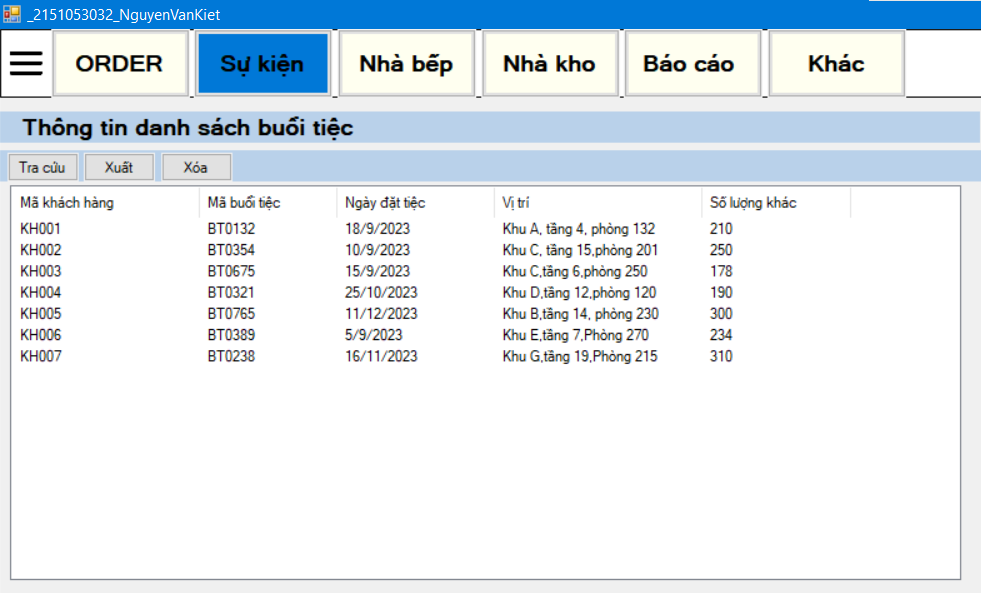 _2151053032_NguyenVanKiet
ORDER Sự kiện Nhà bếp Nhà kho Báo cáo Khác
Thông tin danh sách buổi tiệc
Tra cứu Xuất Xóa
Mã khách hàng Mã buổi tiệc Ngày đặt tiệc Vị trí Số lượng khác
KH001 BT0132 18/9/2023 Khu A, tầng 4, phòng 132 210
KH002 BT0354 10/9/2023 Khu C, tầng 15,phòng 201 250
KH003 BT0675 15/9/2023 Khu C,tầng 6,phòng 250 178
KH004 BT0321 25/10/2023 Khu D,tầng 12,phòng 120 190
KH005 BT0765 11/12/2023 Khu B,tầng 14, phòng 230 300
KH006 BT0389 5/9/2023 Khu E,tầng 7,Phòng 270 234
KH007 BT0238 16/11/2023 Khu G,tầng 19,Phòng 215 310